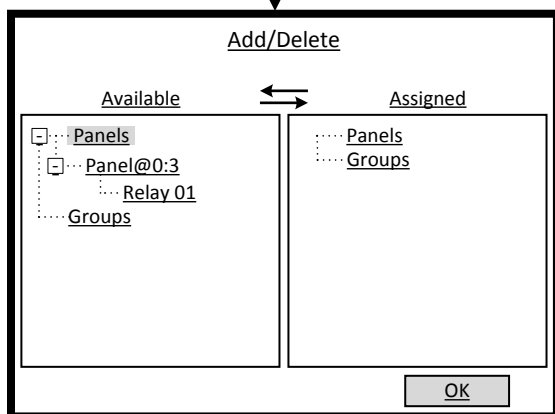 Add/Delete
Available
Assigned
Panels
Panel@0:3
Relay 01
Groups
Panels
Groups
OK